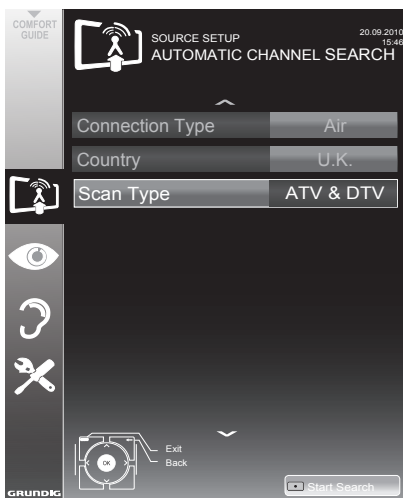 COMFORT
GUIDE
SOURCE SETUP
20.09.2010
15:46
AUTOMATIC CHANNEL SEARCH
Connection Type Air
Country U.K.
Scan Type ATV & DTV
Exit
OK
Back
Start Search
GRUNDIG